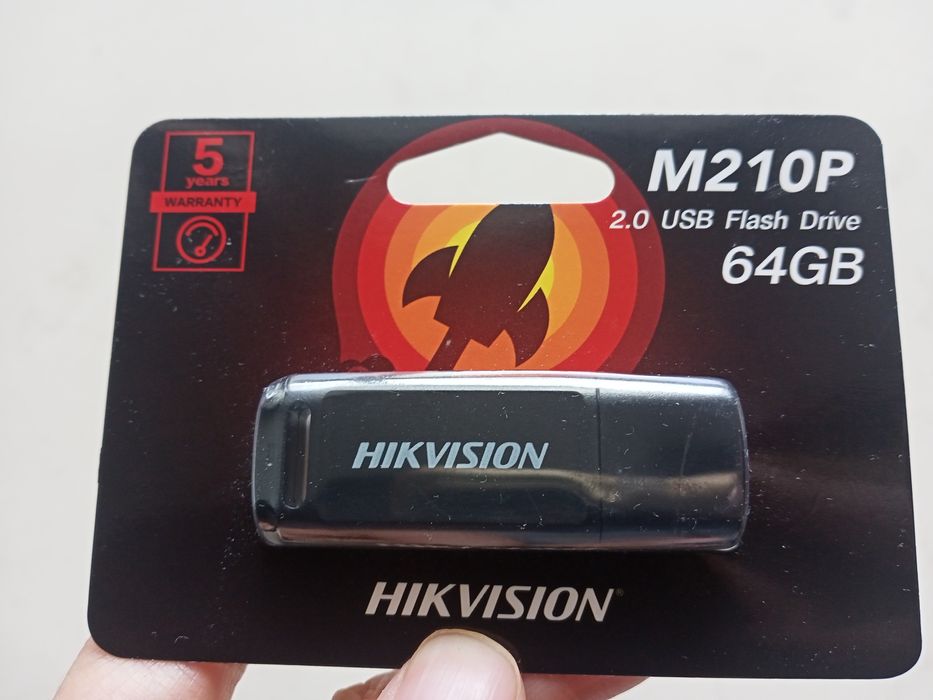 5
years
WARRANTY
M210P
2.0 USB Flash Drive
64GB
HIKVISION
HIKVISION®